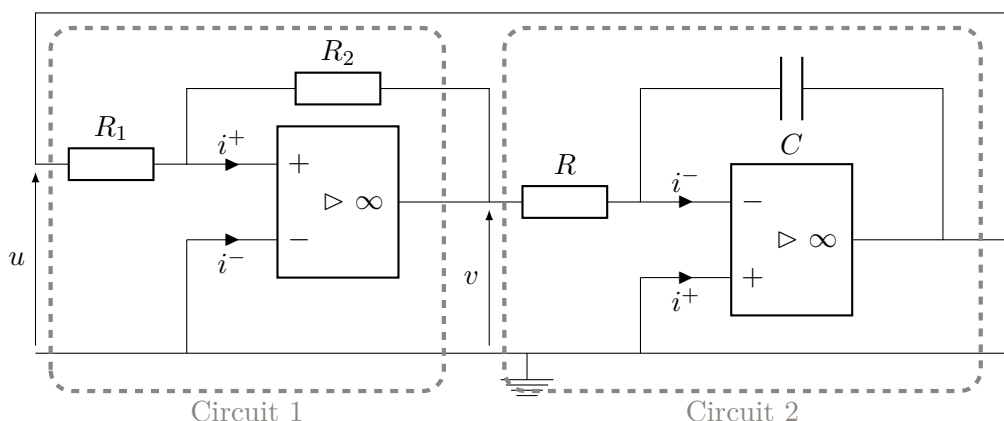 R₂
R₁
i⁺
+
▷ ∞
−
i⁻
u
v
R
C
i⁻
−
▷ ∞
+
i⁺
Circuit 1
Circuit 2